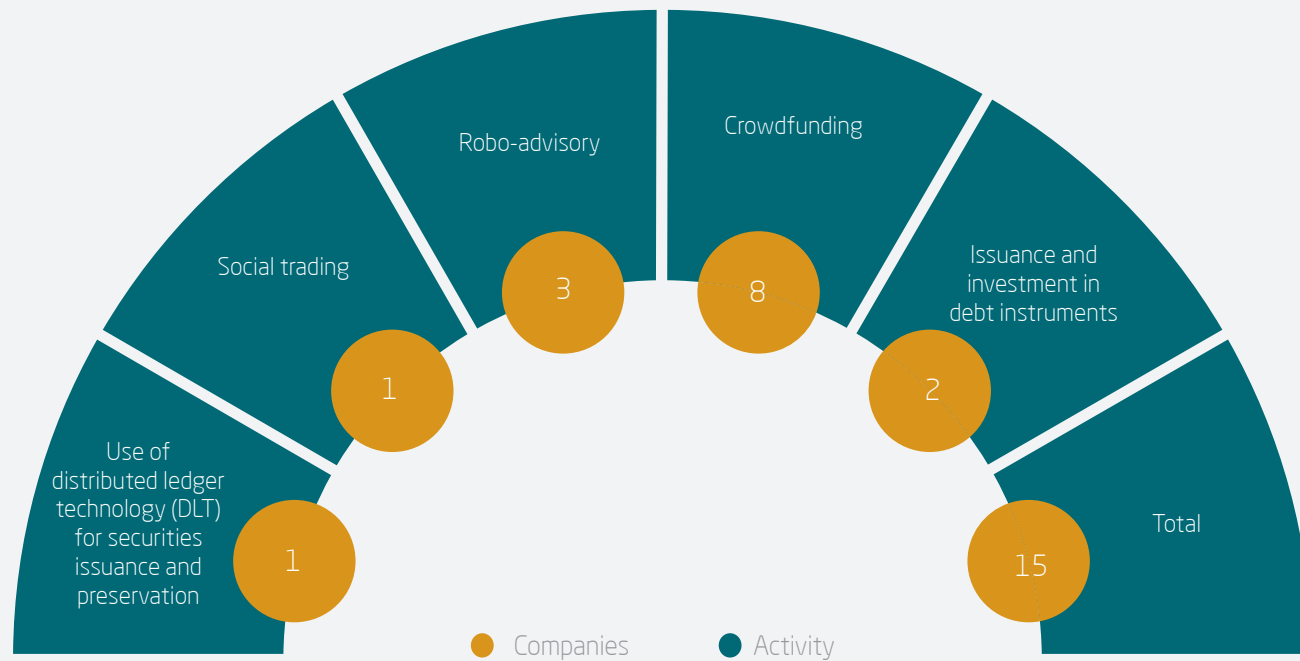 Use of
distributed ledger
technology (DLT)
for securities
issuance and
preservation
1
Social trading
1
Robo-advisory
3
Crowdfunding
8
Issuance and
investment in
debt instruments
2
Total
15
Companies
Activity